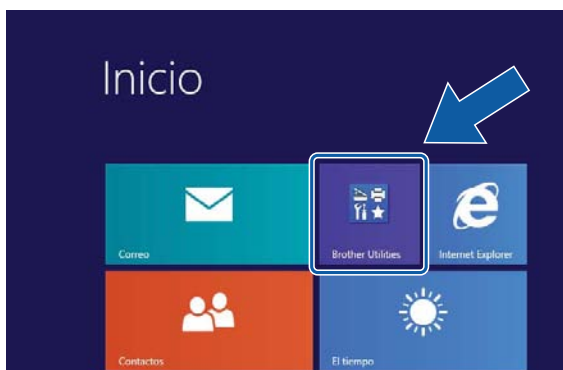 Inicio
Correo
Brother Utilities
Internet Explorer
Contactos
El tiempo